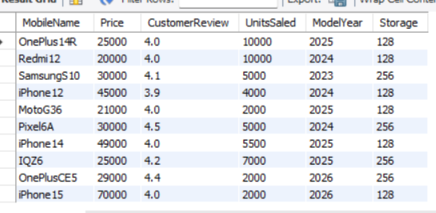 Filter Rows: Export: Wrap Cell Conte
MobileName Price CustomerReview UnitsSaled ModelYear Storage
OnePlus14R 25000 4.0 10000 2025 128
Redmi12 20000 4.0 10000 2024 128
SamsungS10 30000 4.1 5000 2023 256
iPhone12 45000 3.9 4000 2024 128
MotoG36 21000 4.0 2000 2025 128
Pixel6A 30000 4.5 5000 2024 256
iPhone14 49000 4.0 5500 2025 128
IQZ6 25000 4.2 7000 2025 256
OnePlusCE5 29000 4.4 2000 2026 256
iPhone15 70000 4.0 2000 2026 128